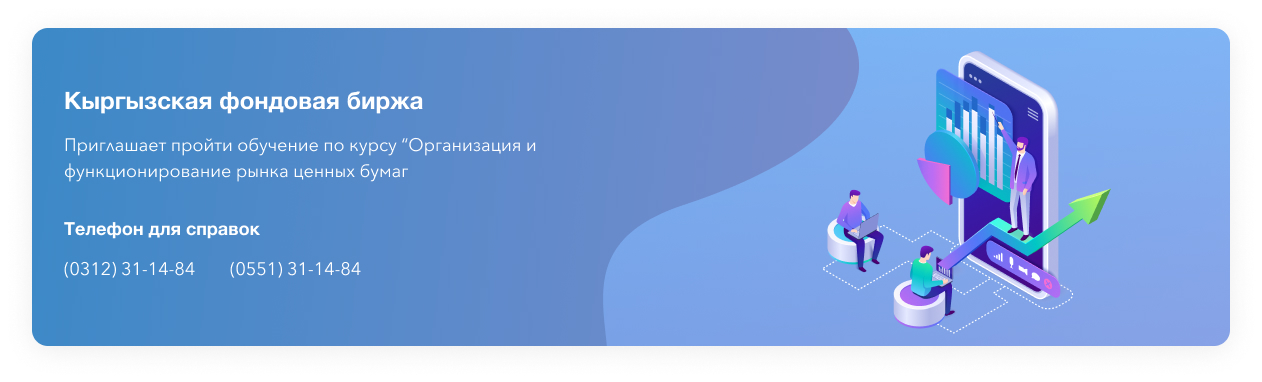 Кыргызская фондовая биржа
Приглашает пройти обучение по курсу “Организация и
функционирование рынка ценных бумаг
Телефон для справок
(0312) 31-14-84 (0551) 31-14-84